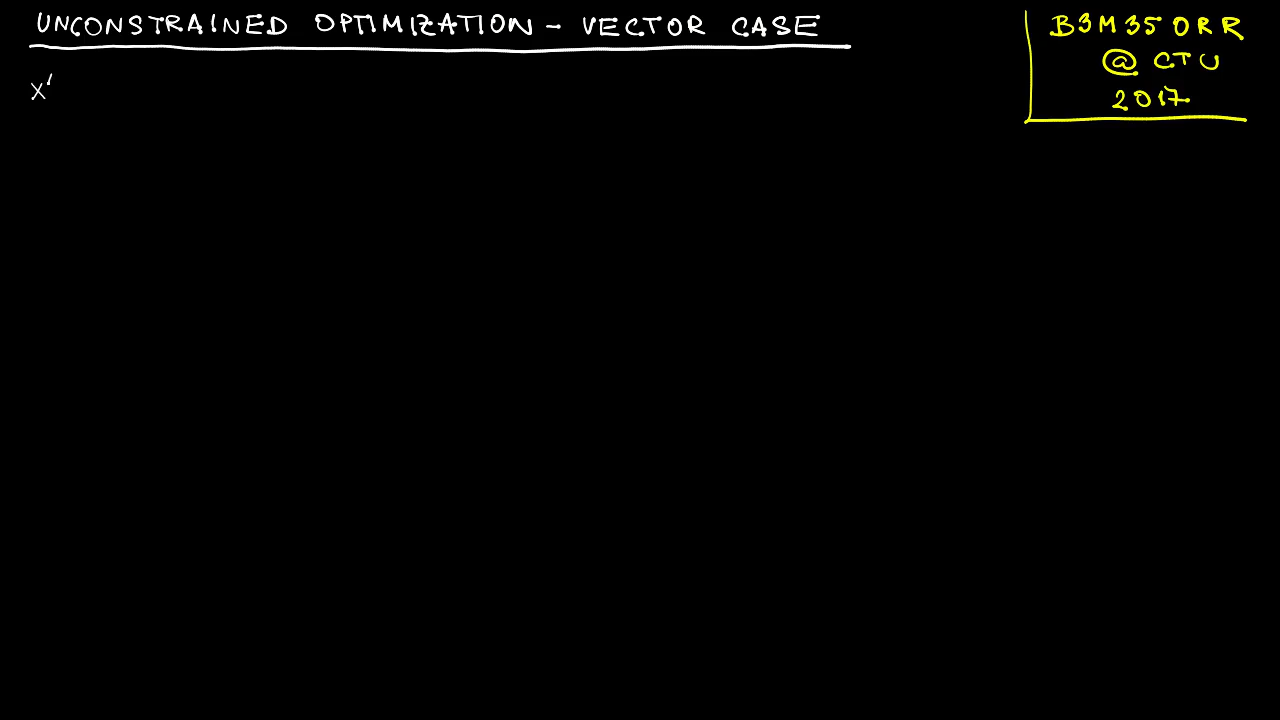 UNCONSTRAINED OPTIMIZATION - VECTOR CASE
B3M35ORR
@ CTU
2017
x'